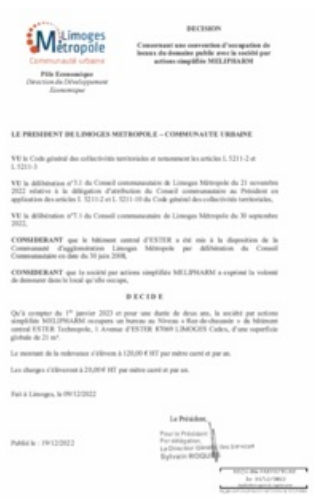 Limoges
Métropole
Communauté urbaine
Pôle Economique
Direction du Développement
Economique
DECISION
Concernant une convention d'occupation de
locaux du domaine public avec la société par
actions simplifiée MELIPHARM
LE PRESIDENT DE LIMOGES METROPOLE – COMMUNAUTE URBAINE
VU le Code général des collectivités territoriales et notamment les articles L 5211-2 et
L 5211-3
VU la délibération n°5.1 du Conseil communautaire de Limoges Métropole du 21 novembre
2022 relative à la délégation d'attribution du Conseil communautaire au Président en
application des articles L 5211-2 et L 5211-10 du Code général des collectivités territoriales,
VU la délibération n°7.1 du Conseil communautaire de Limoges Métropole du 30 septembre
2022,
CONSIDERANT que le bâtiment central d'ESTER a été mis à la disposition de la
Communauté d'agglomération Limoges Métropole par délibération du Conseil
Communautaire en date du 30 juin 2008,
CONSIDERANT que la société par actions simplifiée MELIPHARM a exprimé la volonté
de demeurer dans le local qu'elle occupe,
DECIDE
Qu'à compter du 1er janvier 2023 et pour une durée de deux ans, la société par actions
simplifiée MELIPHARM occupera un bureau au Niveau « Rez-de-chaussée » du bâtiment
central ESTER Technopole, 1 Avenue d'ESTER 87069 LIMOGES Cedex, d'une superficie
globale de 21 m².
Le montant de la redevance s'élèvera à 120,00 € HT par mètre carré et par an.
Les charges s'élèveront à 28,00 € HT par mètre carré et par an.
Fait à Limoges, le 09/12/2022
Le Président,
Pour le Président
Par délégation,
La Directrice Générale des Services
Sylvain ROQUES
Publié le : 19/12/2022